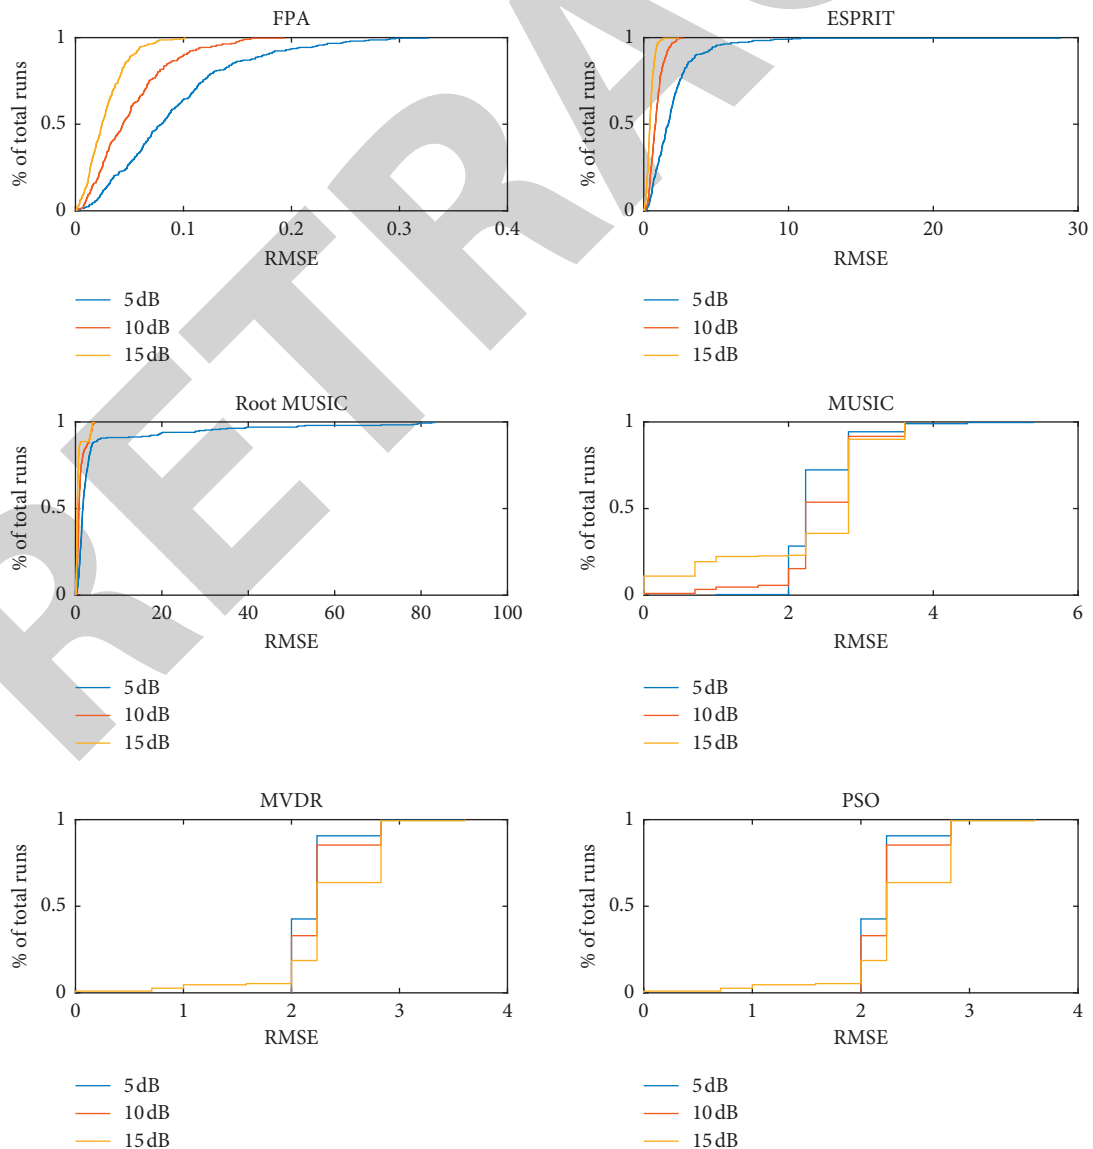 FPA
1
0.5
0
% of total runs
0
0.1
0.2
0.3
0.4
RMSE
5 dB
10 dB
15 dB
ESPRIT
1
0.5
0
% of total runs
0
10
20
30
RMSE
5 dB
10 dB
15 dB
Root MUSIC
1
0.5
0
% of total runs
0
20
40
60
80
100
RMSE
5 dB
10 dB
15 dB
MUSIC
1
0.5
0
% of total runs
0
2
4
6
RMSE
5 dB
10 dB
15 dB
MVDR
1
0.5
0
% of total runs
0
1
2
3
4
RMSE
5 dB
10 dB
15 dB
PSO
1
0.5
0
% of total runs
0
1
2
3
4
RMSE
5 dB
10 dB
15 dB
RETRAC